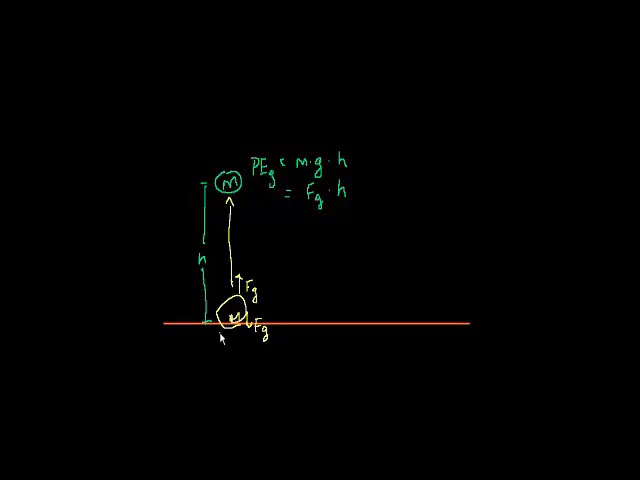 PEg = m·g·h
= Fg·h
m
h
Fg
m
Fg